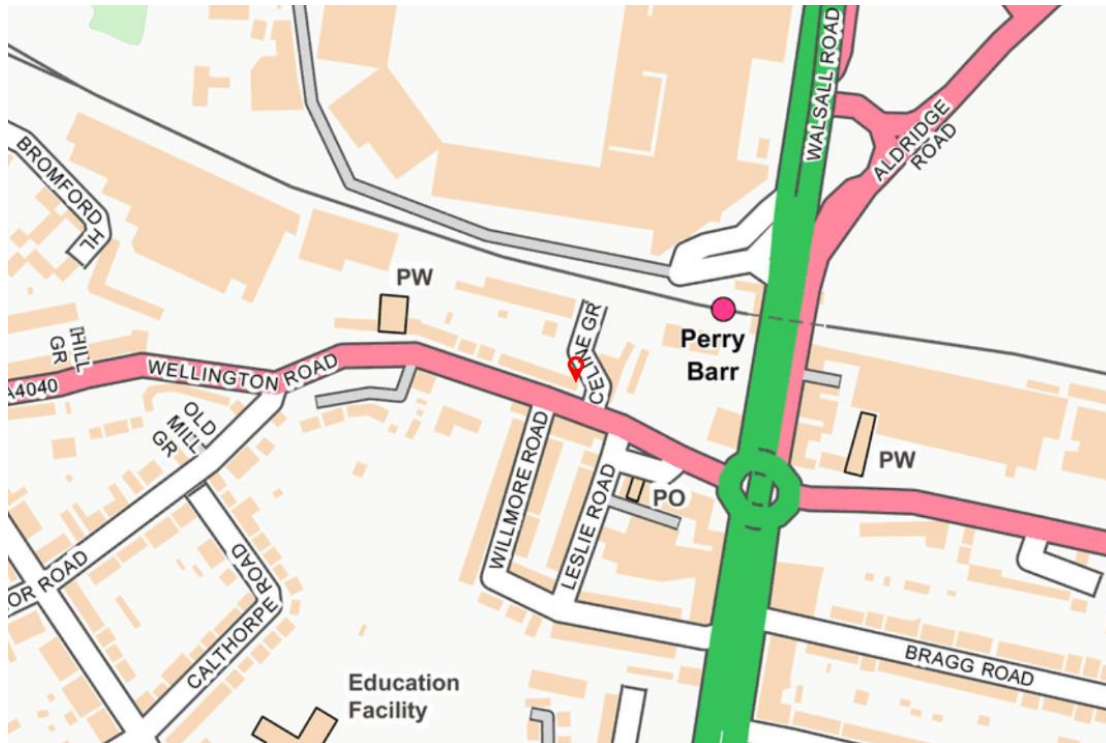 WALSALL ROAD
ALDRIDGE
ROAD
BROMFORD
HL
PW
CELINE GR
Perry
Barr
HILL
GR
A4040
WELLINGTON ROAD
OLD
MILL
GR
WILLMORE ROAD
LESLIE ROAD
PO
PW
OR ROAD
CALTHORPE
ROAD
BRAGG ROAD
Education
Facility